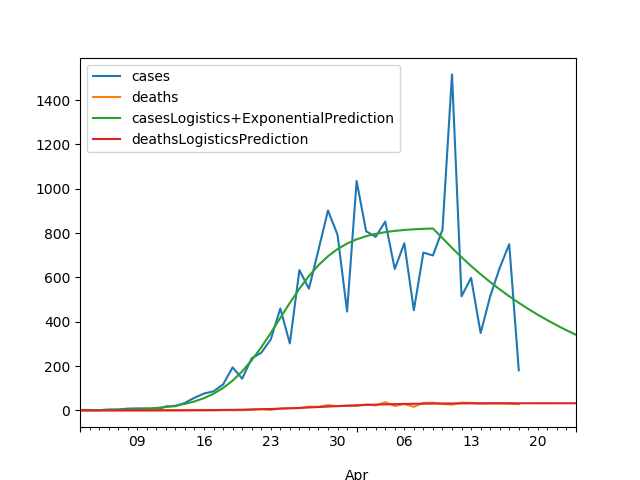 cases
deaths
casesLogistics+ExponentialPrediction
deathsLogisticsPrediction
1400
1200
1000
800
600
400
200
0
09 16 23 30 06 13 20
Apr